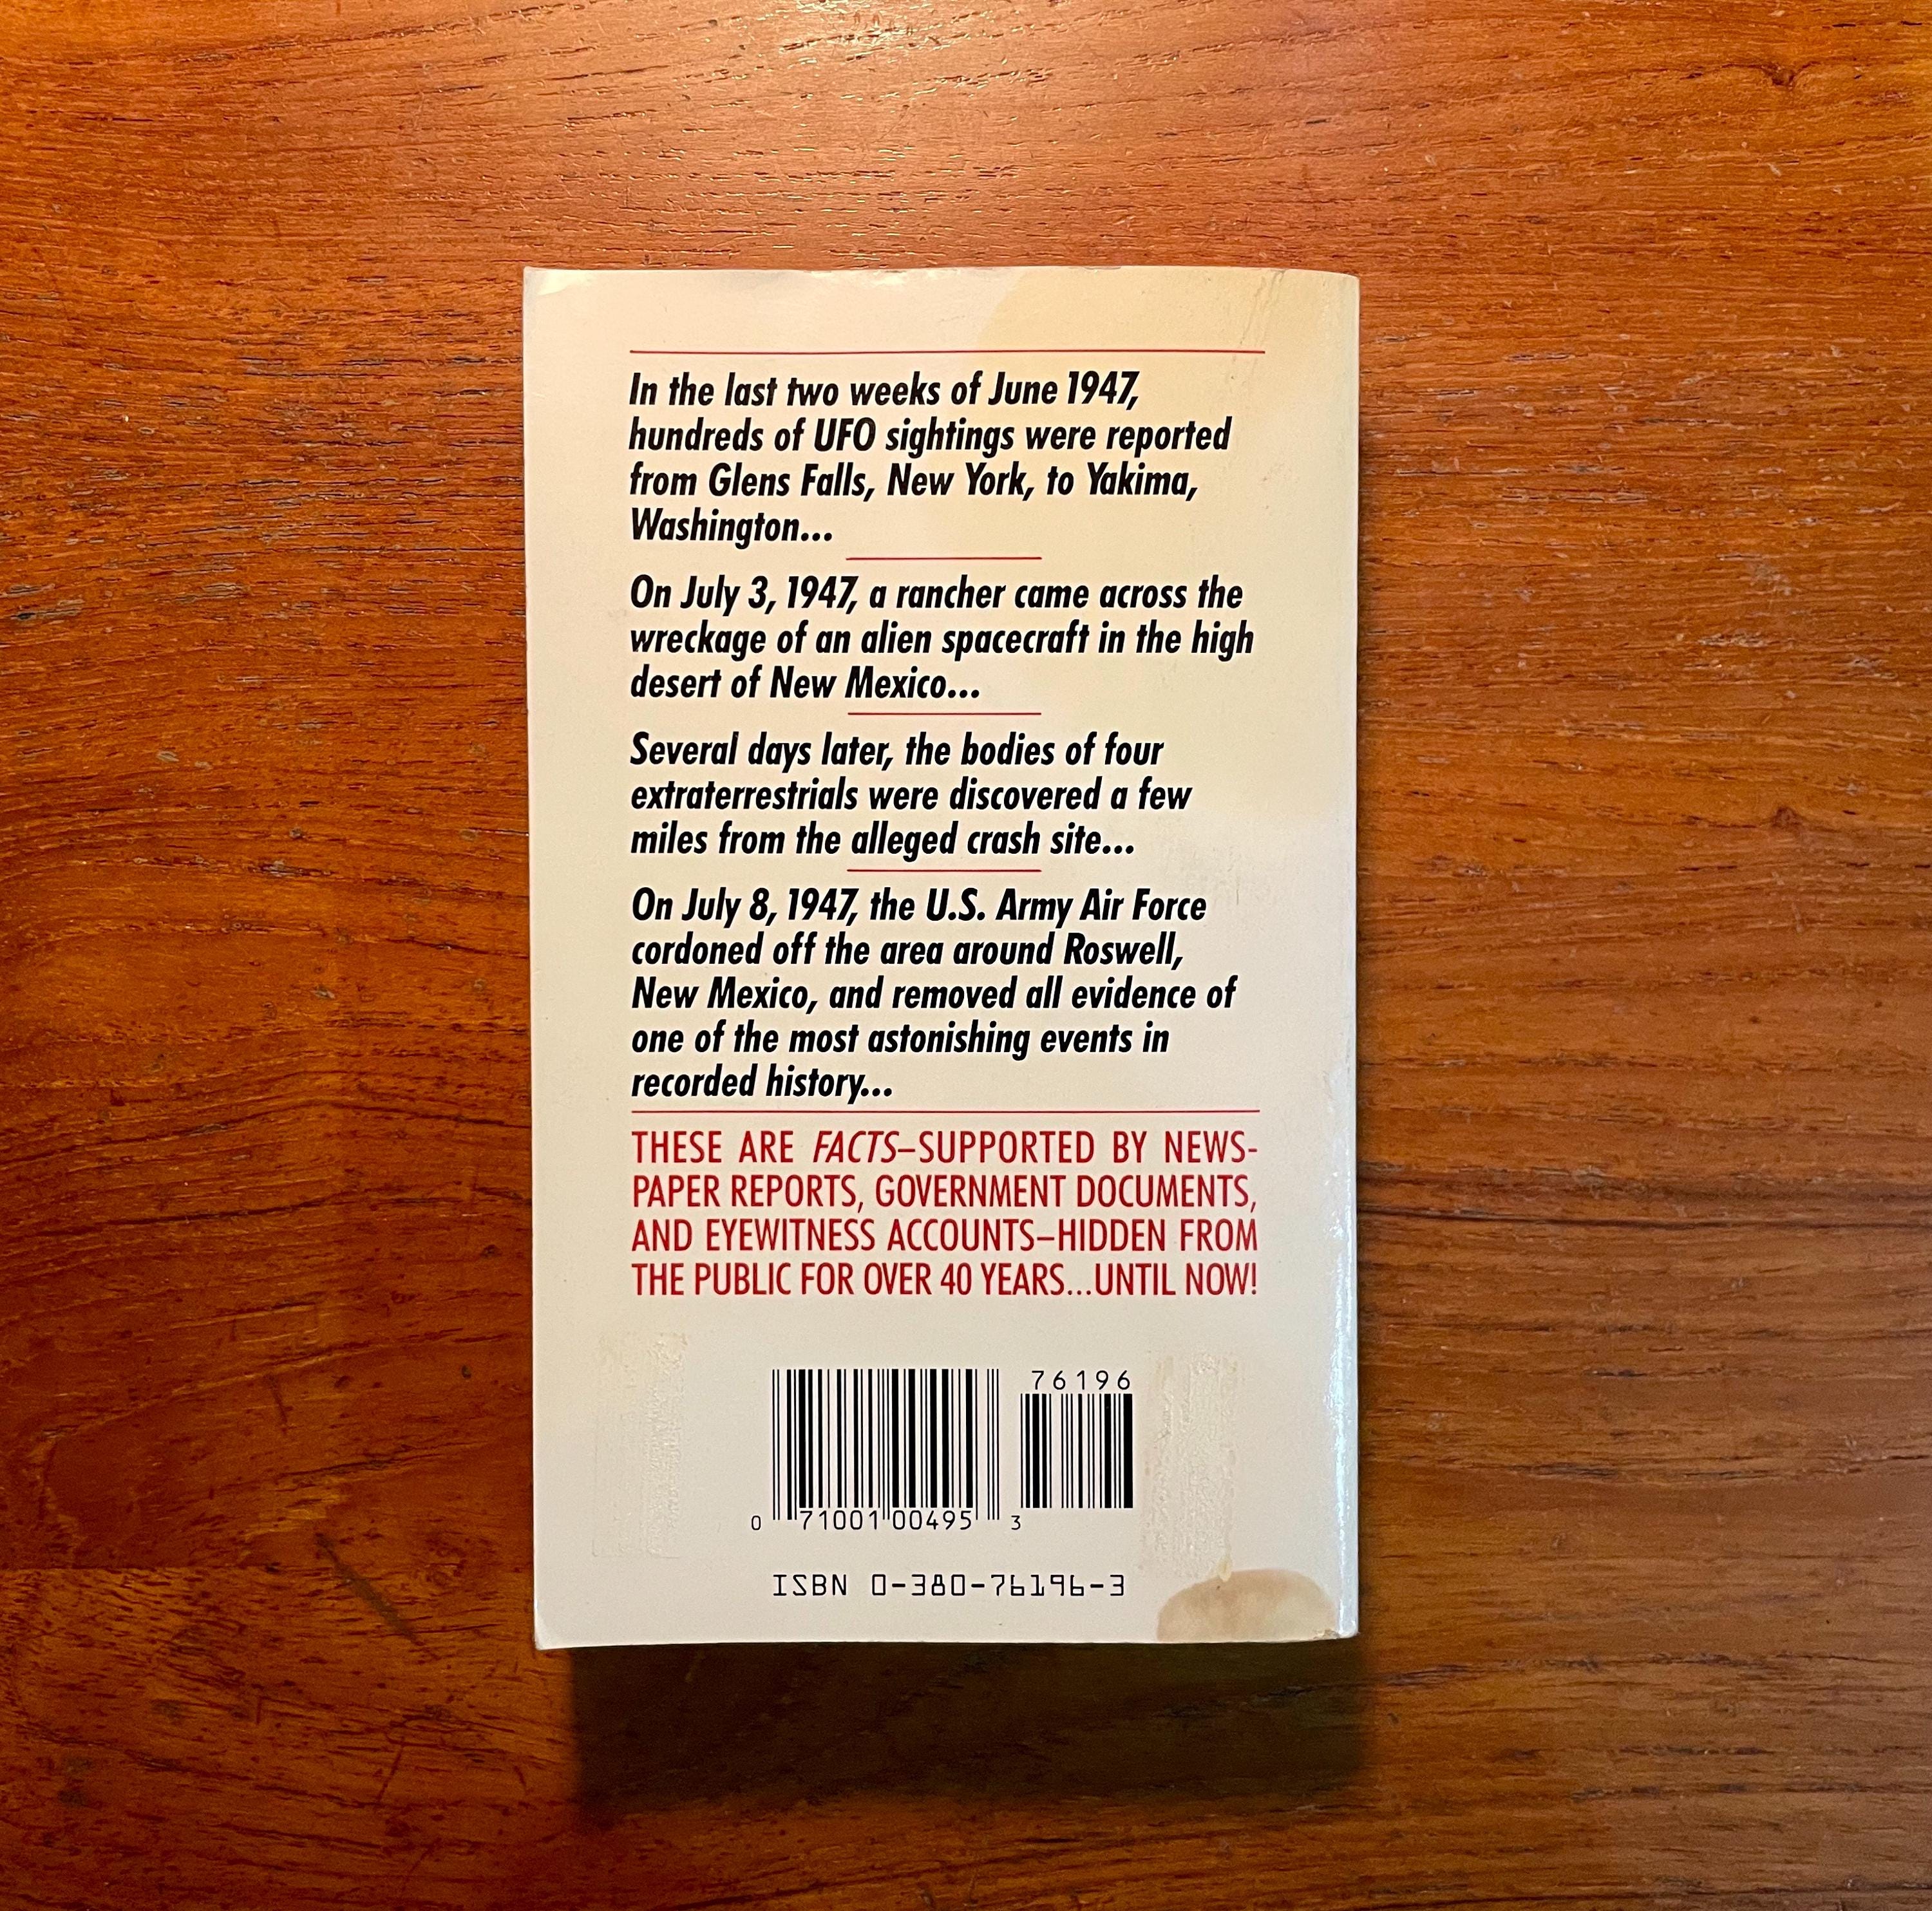 In the last two weeks of June 1947,
hundreds of UFO sightings were reported
from Glens Falls, New York, to Yakima,
Washington...
On July 3, 1947, a rancher came across the
wreckage of an alien spacecraft in the high
desert of New Mexico...
Several days later, the bodies of four
extraterrestrials were discovered a few
miles from the alleged crash site...
On July 8, 1947, the U.S. Army Air Force
cordoned off the area around Roswell,
New Mexico, and removed all evidence of
one of the most astonishing events in
recorded history...
THESE ARE FACTS–SUPPORTED BY NEWS-
PAPER REPORTS, GOVERNMENT DOCUMENTS,
AND EYEWITNESS ACCOUNTS–HIDDEN FROM
THE PUBLIC FOR OVER 40 YEARS...UNTIL NOW!
76196
0 71001 00495 3
ISBN 0-380-76196-3